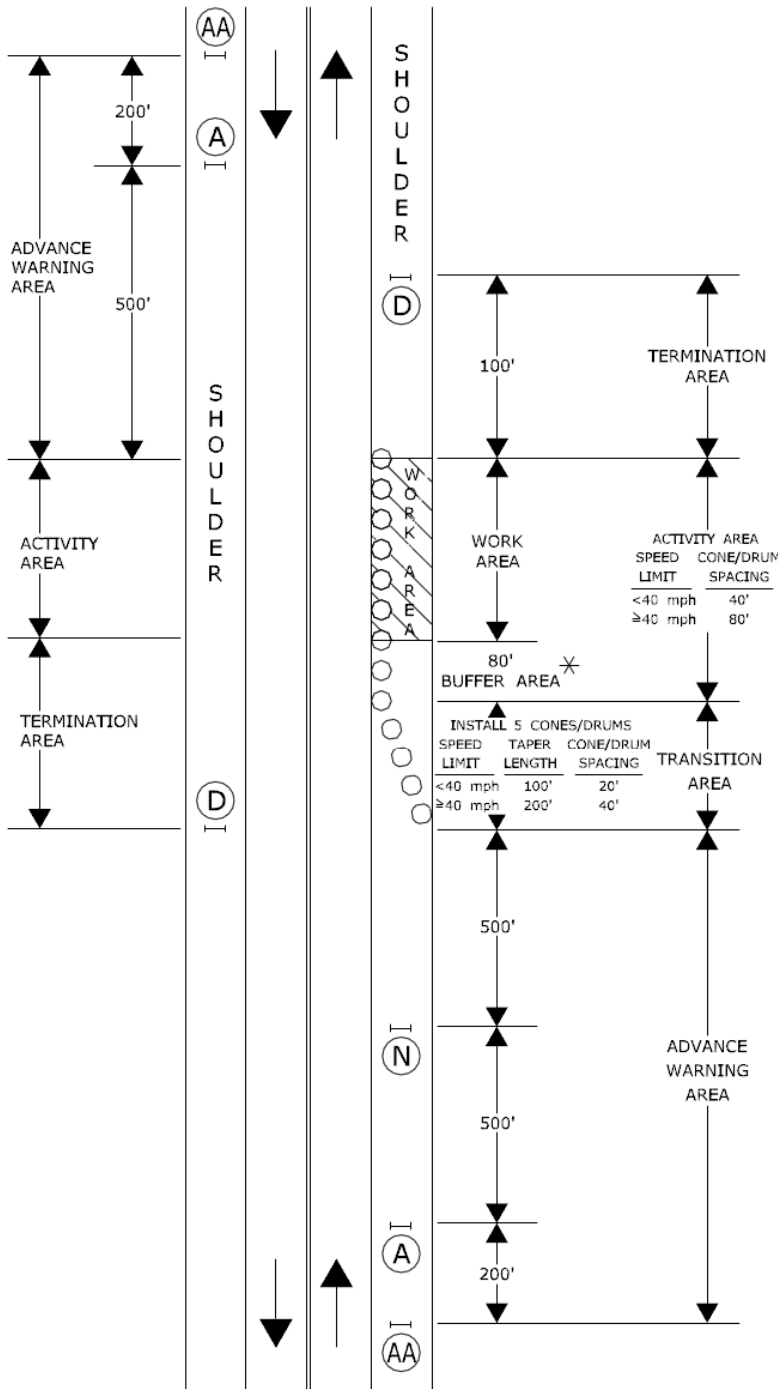 AA
200'
A
ADVANCE
WARNING
AREA
500'
SHOULDER
ACTIVITY
AREA
TERMINATION
AREA
D
SHOULDER
D
100'
TERMINATION
AREA
WORK AREA
WORK
AREA
ACTIVITY AREA
SPEED CONE/DRUM
LIMIT SPACING
<40 mph 40'
≥40 mph 80'
80'
BUFFER AREA *
INSTALL 5 CONES/DRUMS
SPEED TAPER CONE/DRUM
LIMIT LENGTH SPACING
<40 mph 100' 20'
≥40 mph 200' 40'
TRANSITION
AREA
500'
N
500'
ADVANCE
WARNING
AREA
A
200'
AA